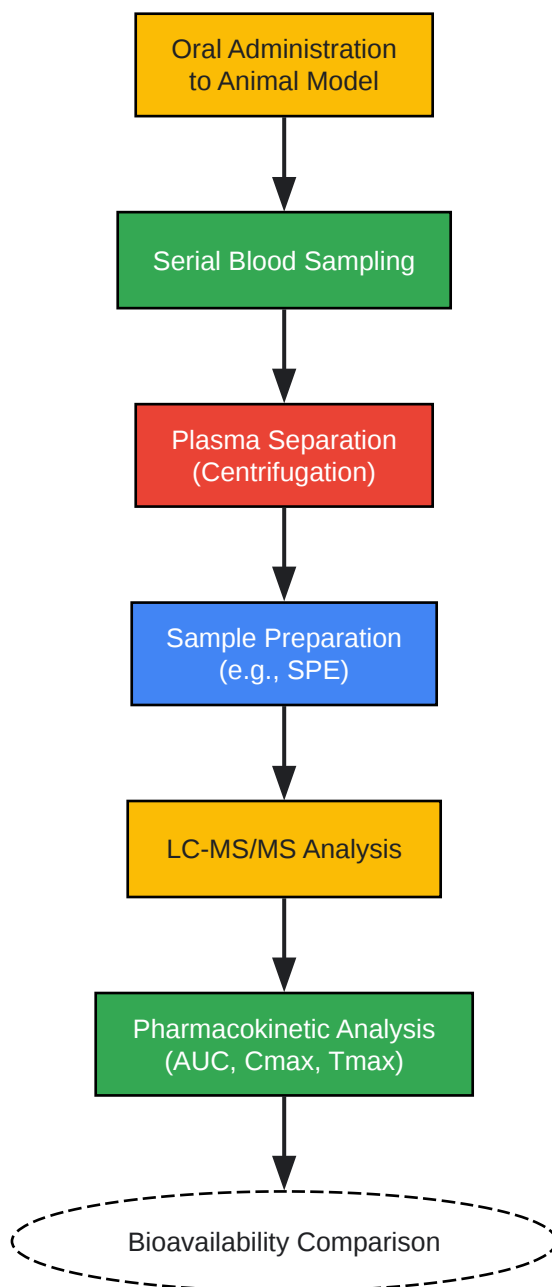 Oral Administration
to Animal Model
Serial Blood Sampling
Plasma Separation
(Centrifugation)
Sample Preparation
(e.g., SPE)
LC-MS/MS Analysis
Pharmacokinetic Analysis
(AUC, Cmax, Tmax)
Bioavailability Comparison